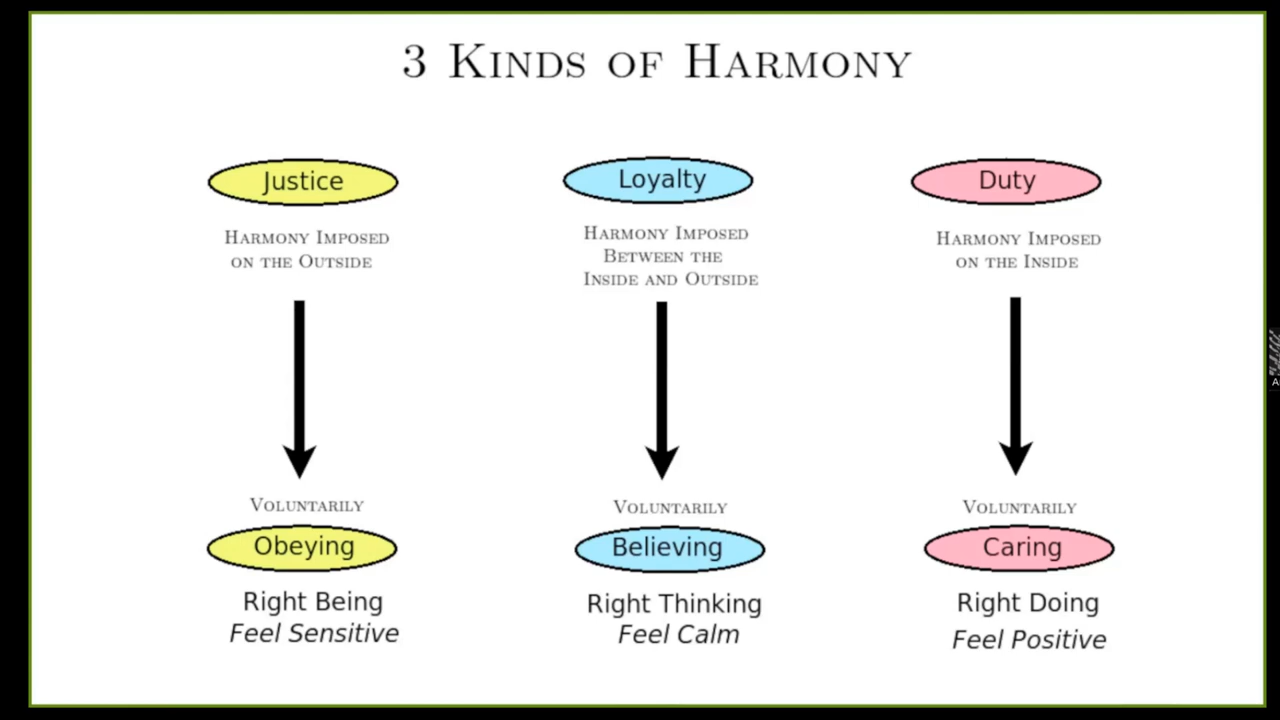 3 Kinds of Harmony
Justice
Harmony Imposed
on the Outside
Voluntarily
Obeying
Right Being
Feel Sensitive
Loyalty
Harmony Imposed
Between the
Inside and Outside
Voluntarily
Believing
Right Thinking
Feel Calm
Duty
Harmony Imposed
on the Inside
Voluntarily
Caring
Right Doing
Feel Positive